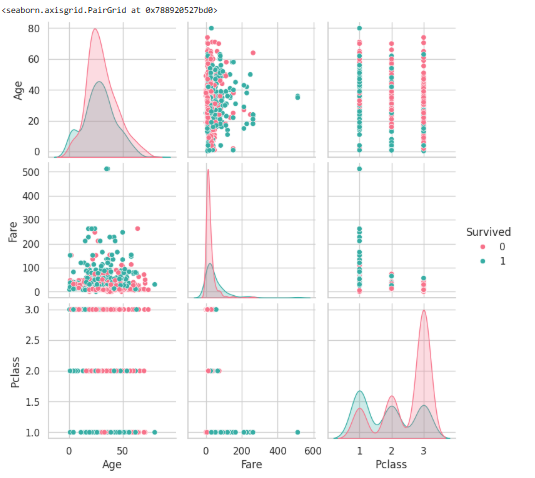 <seaborn.axisgrid.PairGrid at 0x788920527bd0>
80
60
40
20
0
Age
500
400
300
200
100
0
Fare
Survived
0
1
3.0
2.5
2.0
1.5
1.0
Pclass
0 50
Age
0 200 400 600
Fare
1 2 3
Pclass